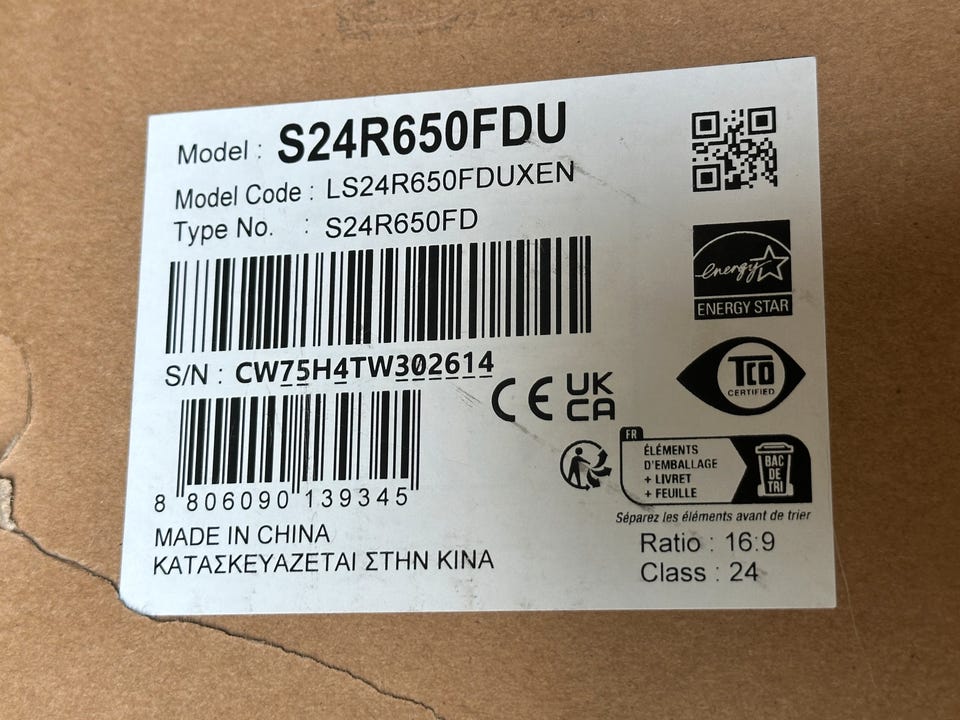 Model : S24R650FDU
Model Code : LS24R650FDUXEN
Type No. : S24R650FD
S/N : CW75H4TW302614
8 806090 139345
MADE IN CHINA
ΚΑΤΑΣΚΕΥΑΖΕΤΑΙ ΣΤΗΝ ΚΙΝΑ
energy
ENERGY STAR
TCO
CERTIFIED
CE
UK
CA
FR
ÉLÉMENTS
D'EMBALLAGE
+ LIVRET
+ FEUILLE
BAC
DE
TRI
Séparez les éléments avant de trier
Ratio : 16:9
Class : 24